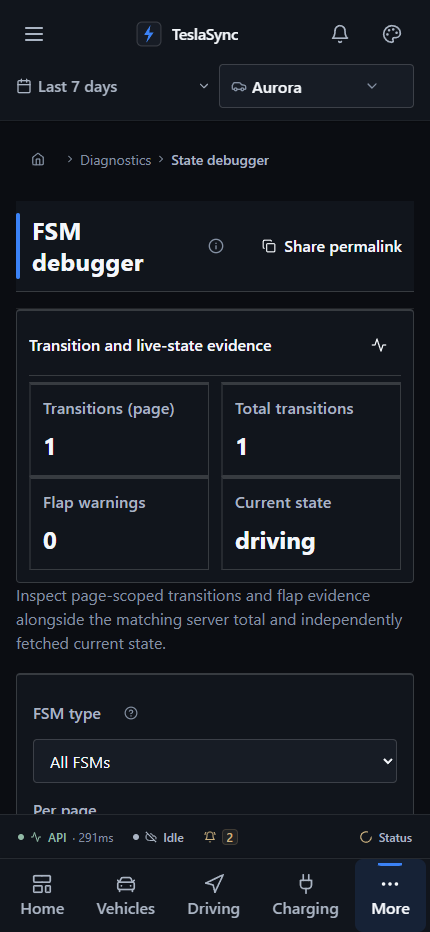 TeslaSync
Last 7 days
Aurora
Diagnostics
State debugger
FSM
debugger
Share permalink
Transition and live-state evidence
Transitions (page)
Total transitions
1
1
Flap warnings
Current state
0
driving
Inspect page-scoped transitions and flap evidence
alongside the matching server total and independently
fetched current state.
FSM type
All FSMs
Per page
API · 291ms
Idle
2
Status
Home
Vehicles
Driving
Charging
More